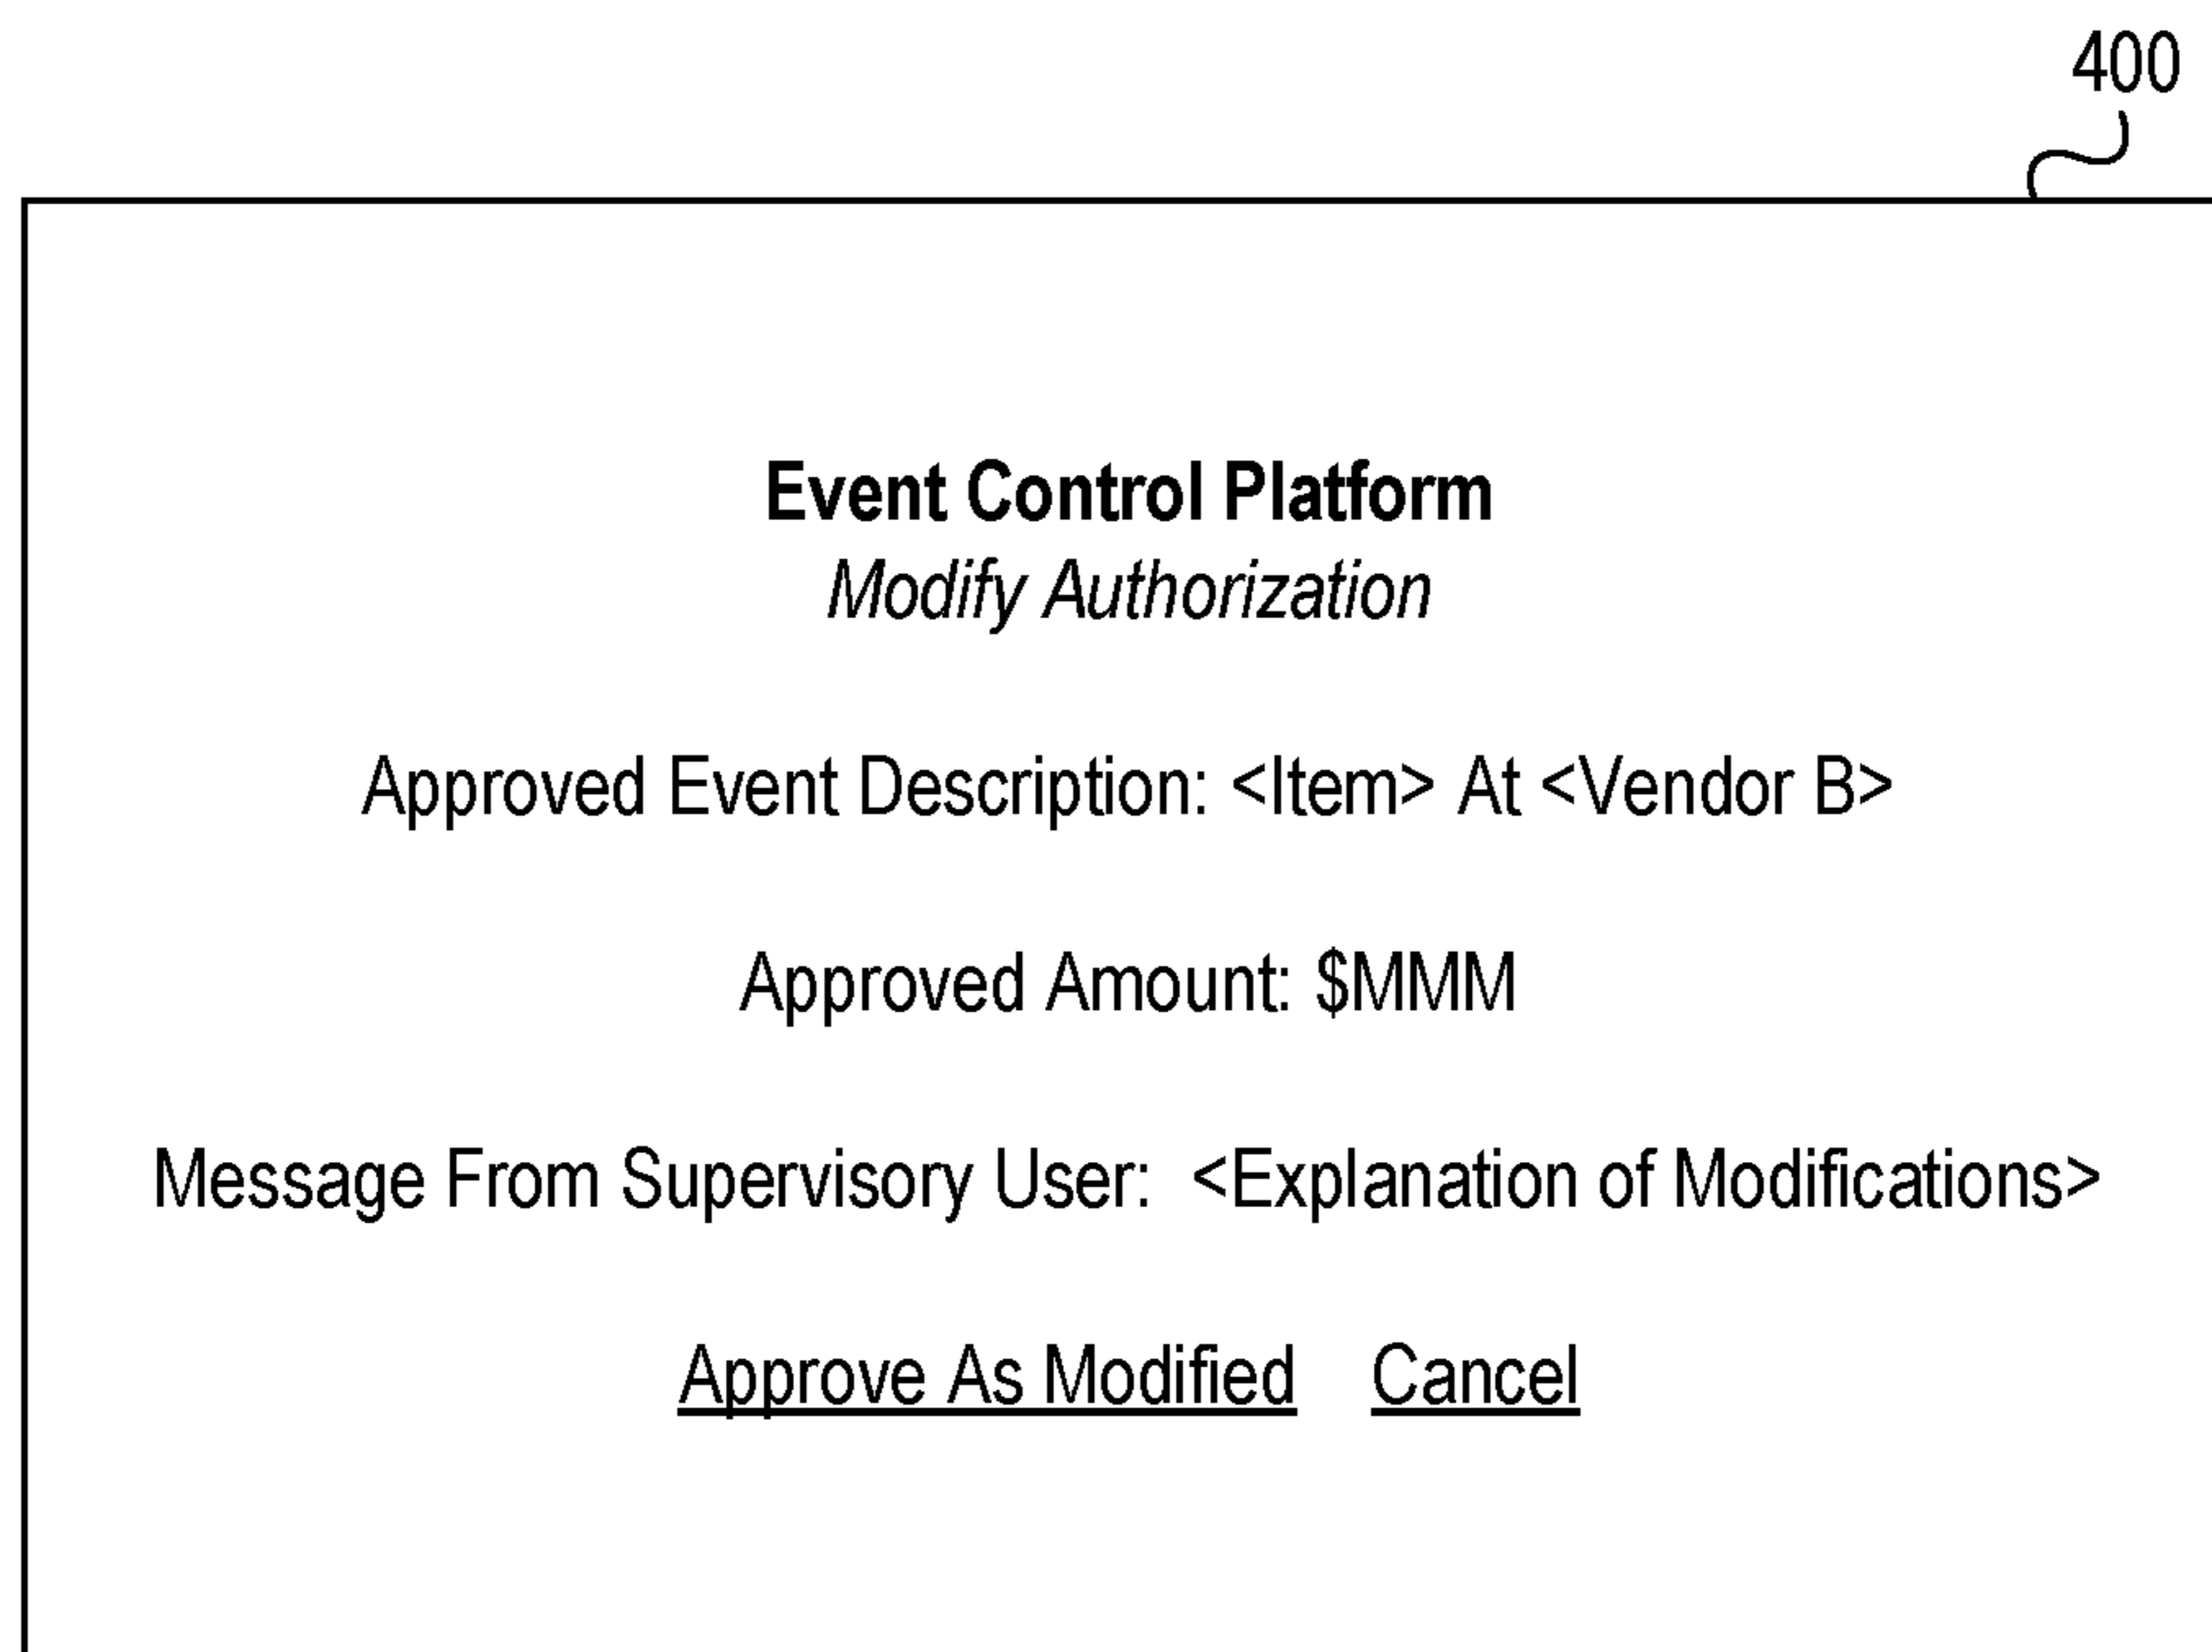 400
Event Control Platform
Modify Authorization
Approved Event Description: <Item> At <Vendor B>
Approved Amount: $MMM
Message From Supervisory User: <Explanation of Modifications>
Approve As Modified Cancel